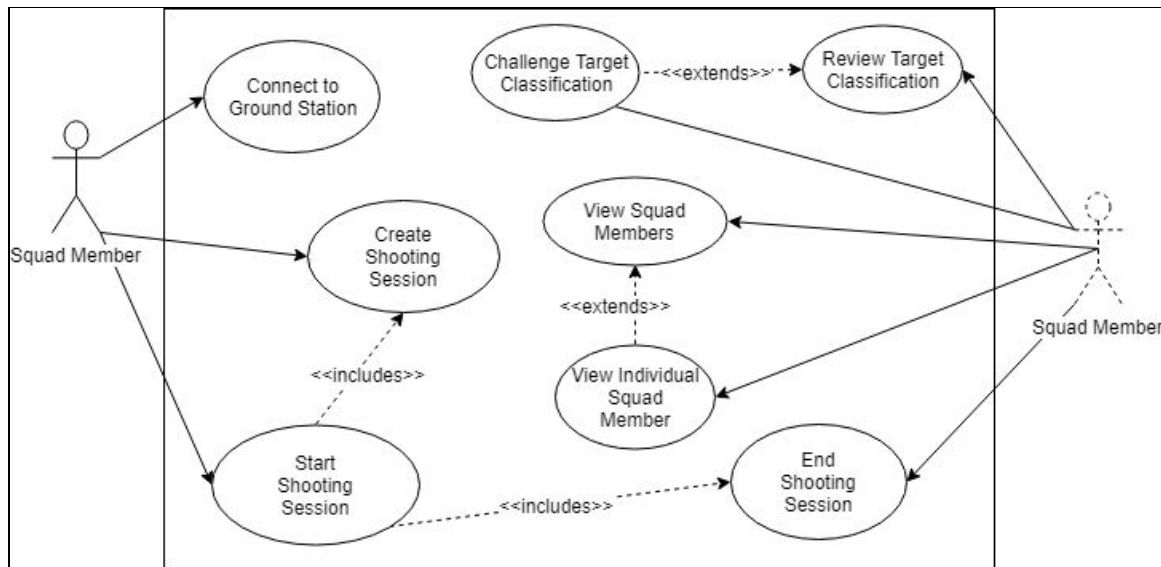 Connect to
Ground Station
Challenge Target
Classification
<<extends>>
Review Target
Classification
Squad Member
Create
Shooting
Session
View Squad
Members
<<extends>>
View Individual
Squad
Member
Squad Member
<<includes>>
Start
Shooting
Session
<<includes>>
End
Shooting
Session